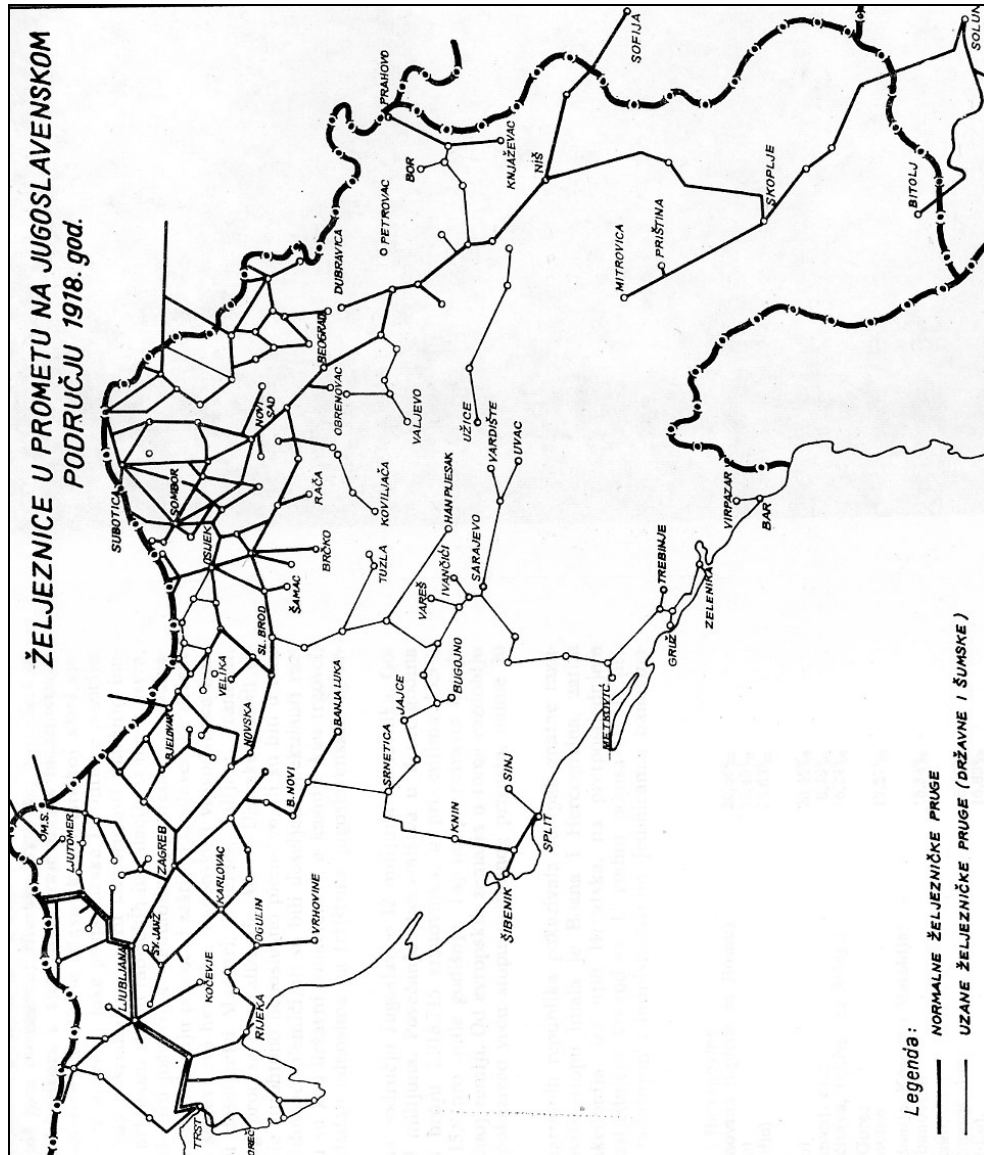 ŽELJEZNICE U PROMETU NA JUGOSLAVENSKOM
PODRUČJU 1918. god.
M.S.
LJUTOMER
LJUBLJANA
SV.JANŽ
ZAGREB
KOČEVJE
KARLOVAC
OGULIN
RIJEKA
TRST
VRHOVINE
BJELOVAR
NOVSKA
VELIKA
SL. BROD
B.NOVI
BANJA LUKA
SRNETICA
JAJCE
BUGOJNO
KNIN
SINJ
SPLIT
ŠIBENIK
SUBOTICA
SOMBOR
OSIJEK
NOVI
SAD
ŠAMAC
BRČKO
RAČA
TUZLA
KOVILJAČA
OBRENOVAC
VALJEVO
BEOGRAD
DUBRAVICA
PETROVAC
BOR
PRAHOVO
KNJAŽEVAC
NIŠ
SOFIJA
UŽICE
VARDIŠTE
UVAC
HAN PIJESAK
VAREŠ
IVANČIĆI
SARAJEVO
METKOVIĆ
GRUŽ
TREBINJE
ZELENIKA
VIRPAZAR
BAR
MITROVICA
PRIŠTINA
SKOPLJE
BITOLJ
SOLUN
Legenda:
NORMALNE ŽELJEZNIČKE PRUGE
UZANE ŽELJEZNIČKE PRUGE (DRŽAVNE I ŠUMSKE)